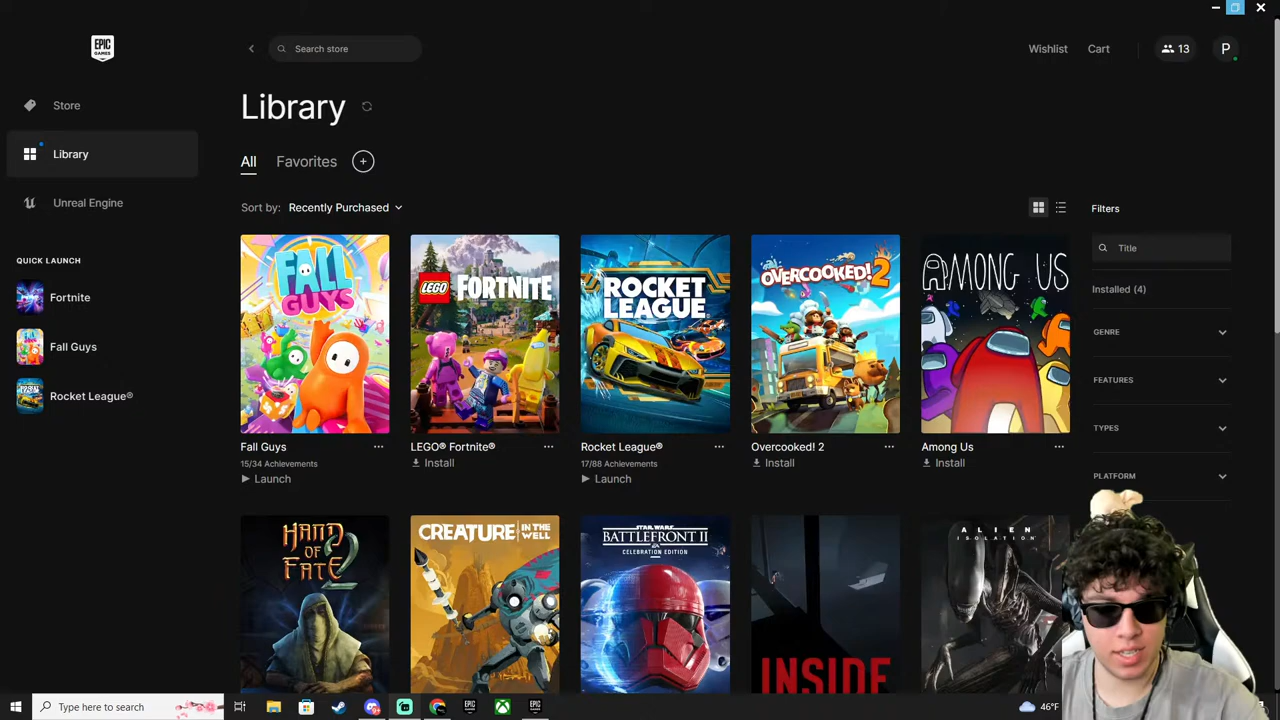 EPIC
GAMES
Search store
Wishlist
Cart
13
P
Store
Library
Unreal Engine
QUICK LAUNCH
Fortnite
Fall Guys
Rocket League®
Library
All
Favorites
+
Sort by: Recently Purchased
Filters
Title
Installed (4)
GENRE
FEATURES
TYPES
PLATFORM
FALL
GUYS
LEGO FORTNITE
ROCKET
LEAGUE
OVERCOOKED! 2
AMONG US
Fall Guys
15/34 Achievements
Launch
LEGO® Fortnite®
Install
Rocket League®
17/88 Achievements
Launch
Overcooked! 2
Install
Among Us
Install
HAND
OF
FATE 2
CREATURE IN THE
WELL
STAR WARS
BATTLEFRONT II
CELEBRATION EDITION
INSIDE
ALIEN
ISOLATION
Type here to search
EPIC
GAMES
EPIC
GAMES
46°F